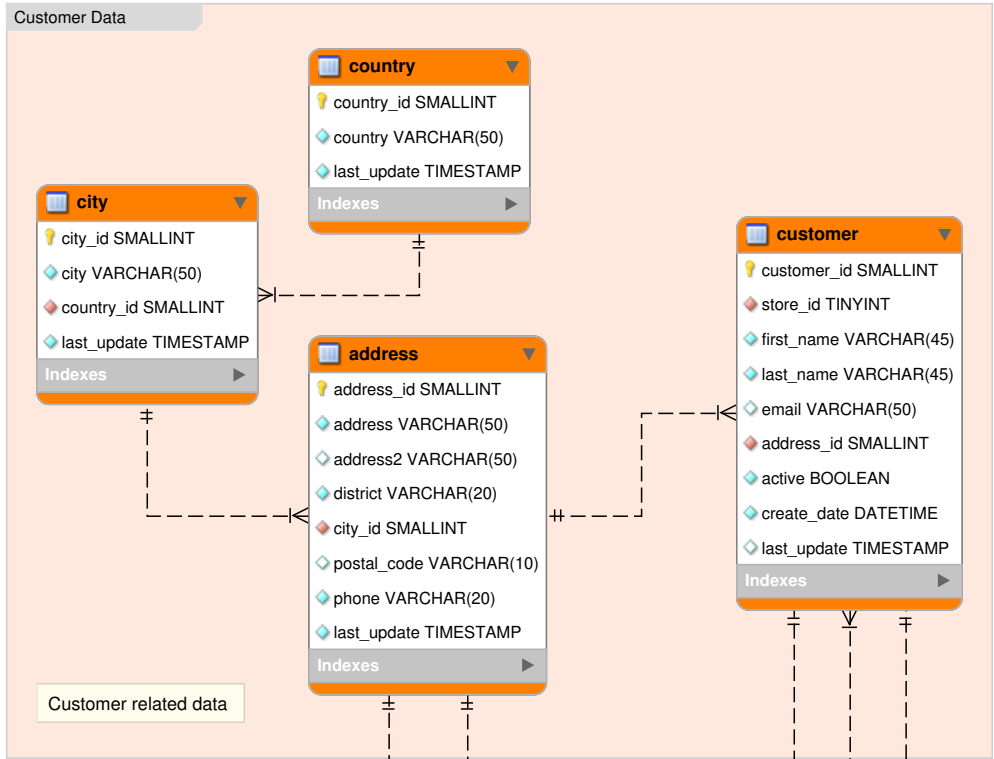 Customer Data
country
country_id SMALLINT
country VARCHAR(50)
last_update TIMESTAMP
Indexes
city
city_id SMALLINT
city VARCHAR(50)
country_id SMALLINT
last_update TIMESTAMP
Indexes
address
address_id SMALLINT
address VARCHAR(50)
address2 VARCHAR(50)
district VARCHAR(20)
city_id SMALLINT
postal_code VARCHAR(10)
phone VARCHAR(20)
last_update TIMESTAMP
Indexes
customer
customer_id SMALLINT
store_id TINYINT
first_name VARCHAR(45)
last_name VARCHAR(45)
email VARCHAR(50)
address_id SMALLINT
active BOOLEAN
create_date DATETIME
last_update TIMESTAMP
Indexes
Customer related data